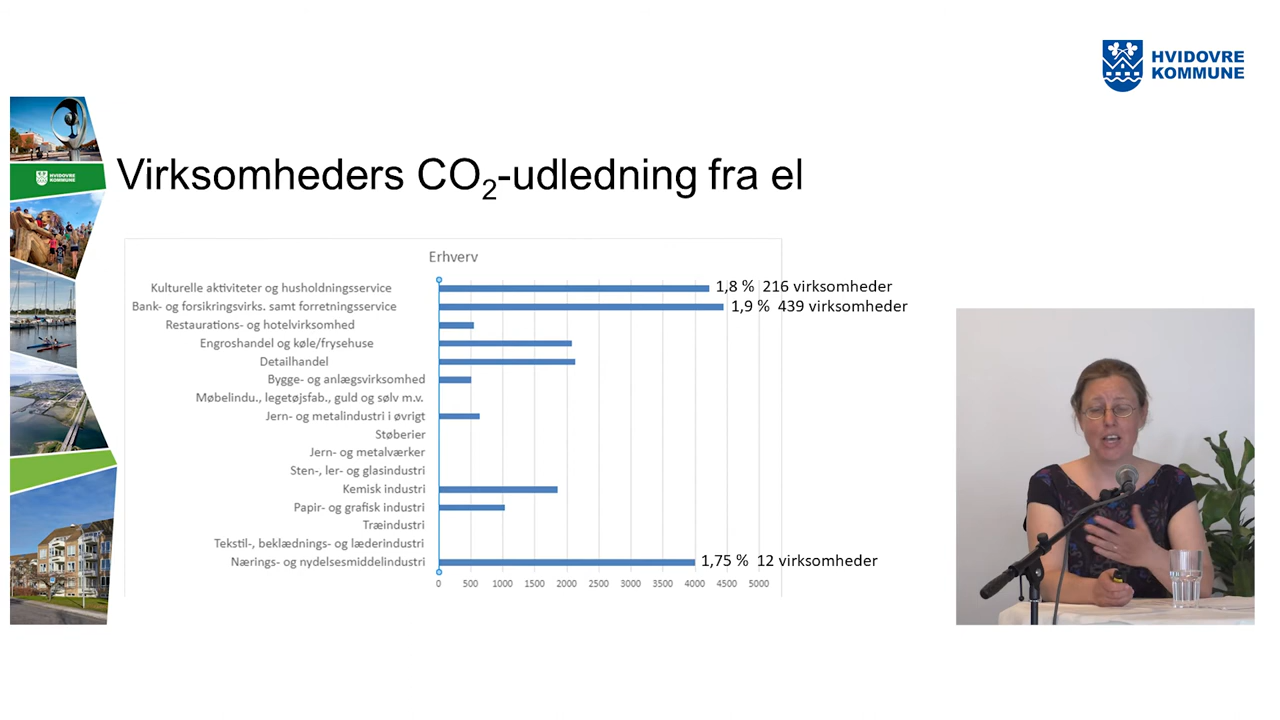 HVIDOVRE
KOMMUNE
HVIDOVRE
KOMMUNE
Virksomheders CO₂-udledning fra el
Erhverv
Kulturelle aktiviteter og husholdningsservice 1,8 % 216 virksomheder
Bank- og forsikringsvirks. samt forretningsservice 1,9 % 439 virksomheder
Restaurations- og hotelvirksomhed
Engroshandel og køle/frysehuse
Detailhandel
Bygge- og anlægsvirksomhed
Møbelindu., legetøjsfab., guld og sølv m.v.
Jern- og metalindustri i øvrigt
Støberier
Jern- og metalværker
Sten-, ler- og glasindustri
Kemisk industri
Papir- og grafisk industri
Træindustri
Tekstil-, beklædnings- og læderindustri
Nærings- og nydelsesmiddelindustri 1,75 % 12 virksomheder
0 500 1000 1500 2000 2500 3000 3500 4000 4500 5000